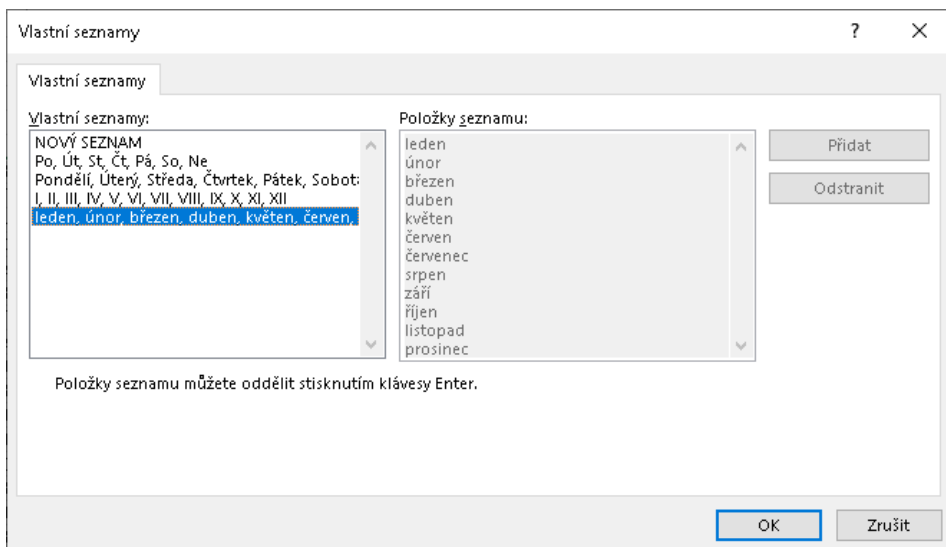 Vlastní seznamy
Vlastní seznamy
Vlastní seznamy:
NOVÝ SEZNAM
Po, Út, St, Čt, Pá, So, Ne
Pondělí, Úterý, Středa, Čtvrtek, Pátek, Sobot
I, II, III, IV, V, VI, VII, VIII, IX, X, XI, XII
leden, únor, březen, duben, květen, červen,
Položky seznamu:
leden
únor
březen
duben
květen
červen
červenec
srpen
září
říjen
listopad
prosinec
Přidat
Odstranit
Položky seznamu můžete oddělit stisknutím klávesy Enter.
OK
Zrušit